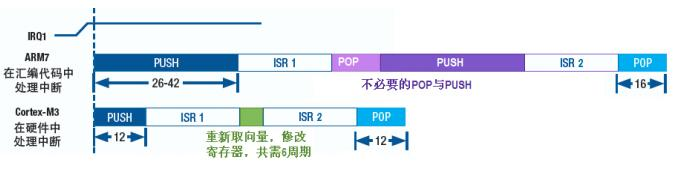 IRQ1
ARM7
在汇编代码中
处理中断
PUSH
ISR 1
POP
PUSH
ISR 2
POP
26-42
不必要的POP与PUSH
16
Cortex-M3
在硬件中
处理中断
PUSH
ISR 1
ISR 2
POP
12
重新取向量，修改
寄存器，共需6周期
12